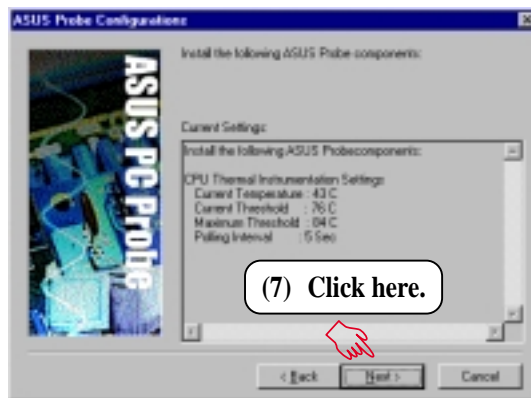 ASUS Probe Configurations
ASUS PC Probe
Install the following ASUS Probe components:
Current Settings:
Install the following ASUS Probecomponents:
CPU Thermal Instrumentation Settings
Current Temperature : 43 C
Current Threshold : 76 C
Maximum Threshold : 84 C
Polling Interval : 5 Sec
(7) Click here.
< Back
Next >
Cancel